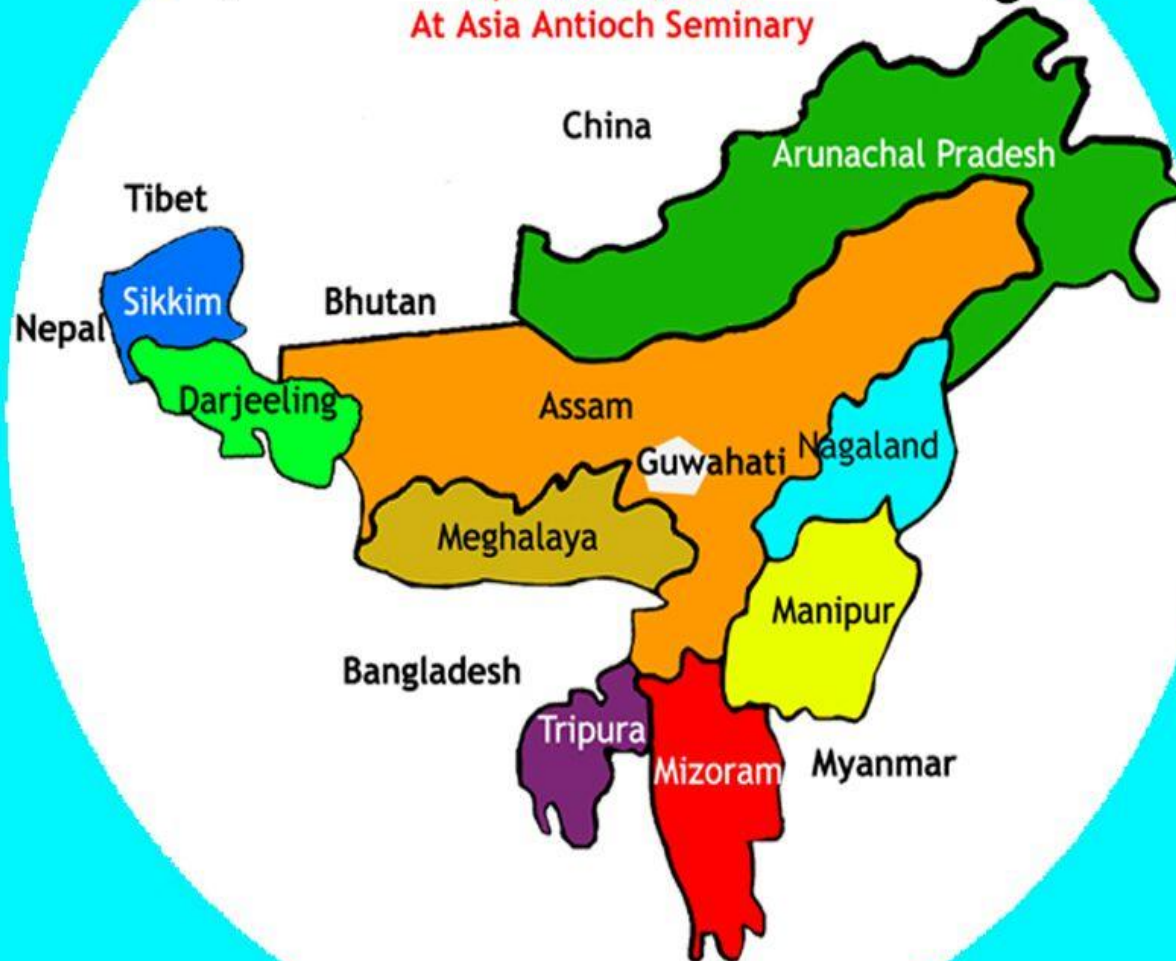 At Asia Antioch Seminary
China
Arunachal Pradesh
Tibet
Sikkim
Bhutan
Nepal
Darjeeling
Assam
Nagaland
Guwahati
Meghalaya
Manipur
Bangladesh
Tripura
Mizoram
Myanmar